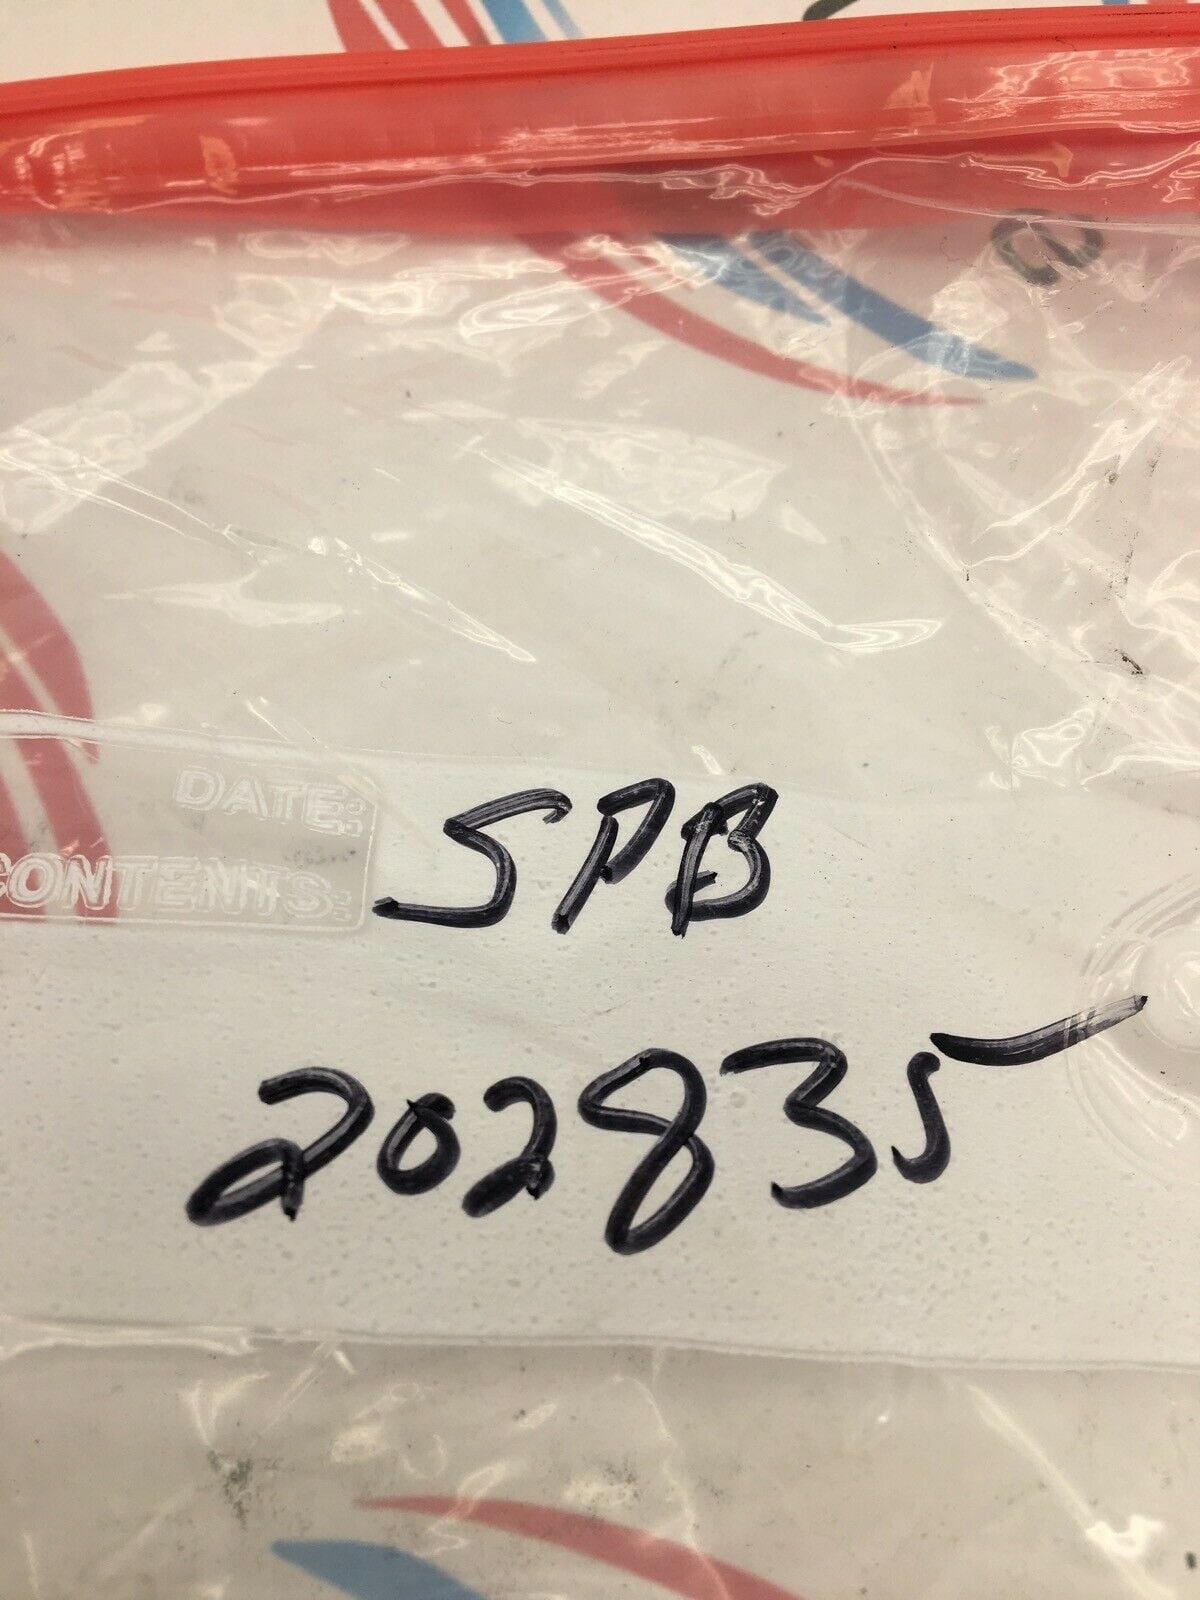 DATE:
CONTENTS:
SPB
202835